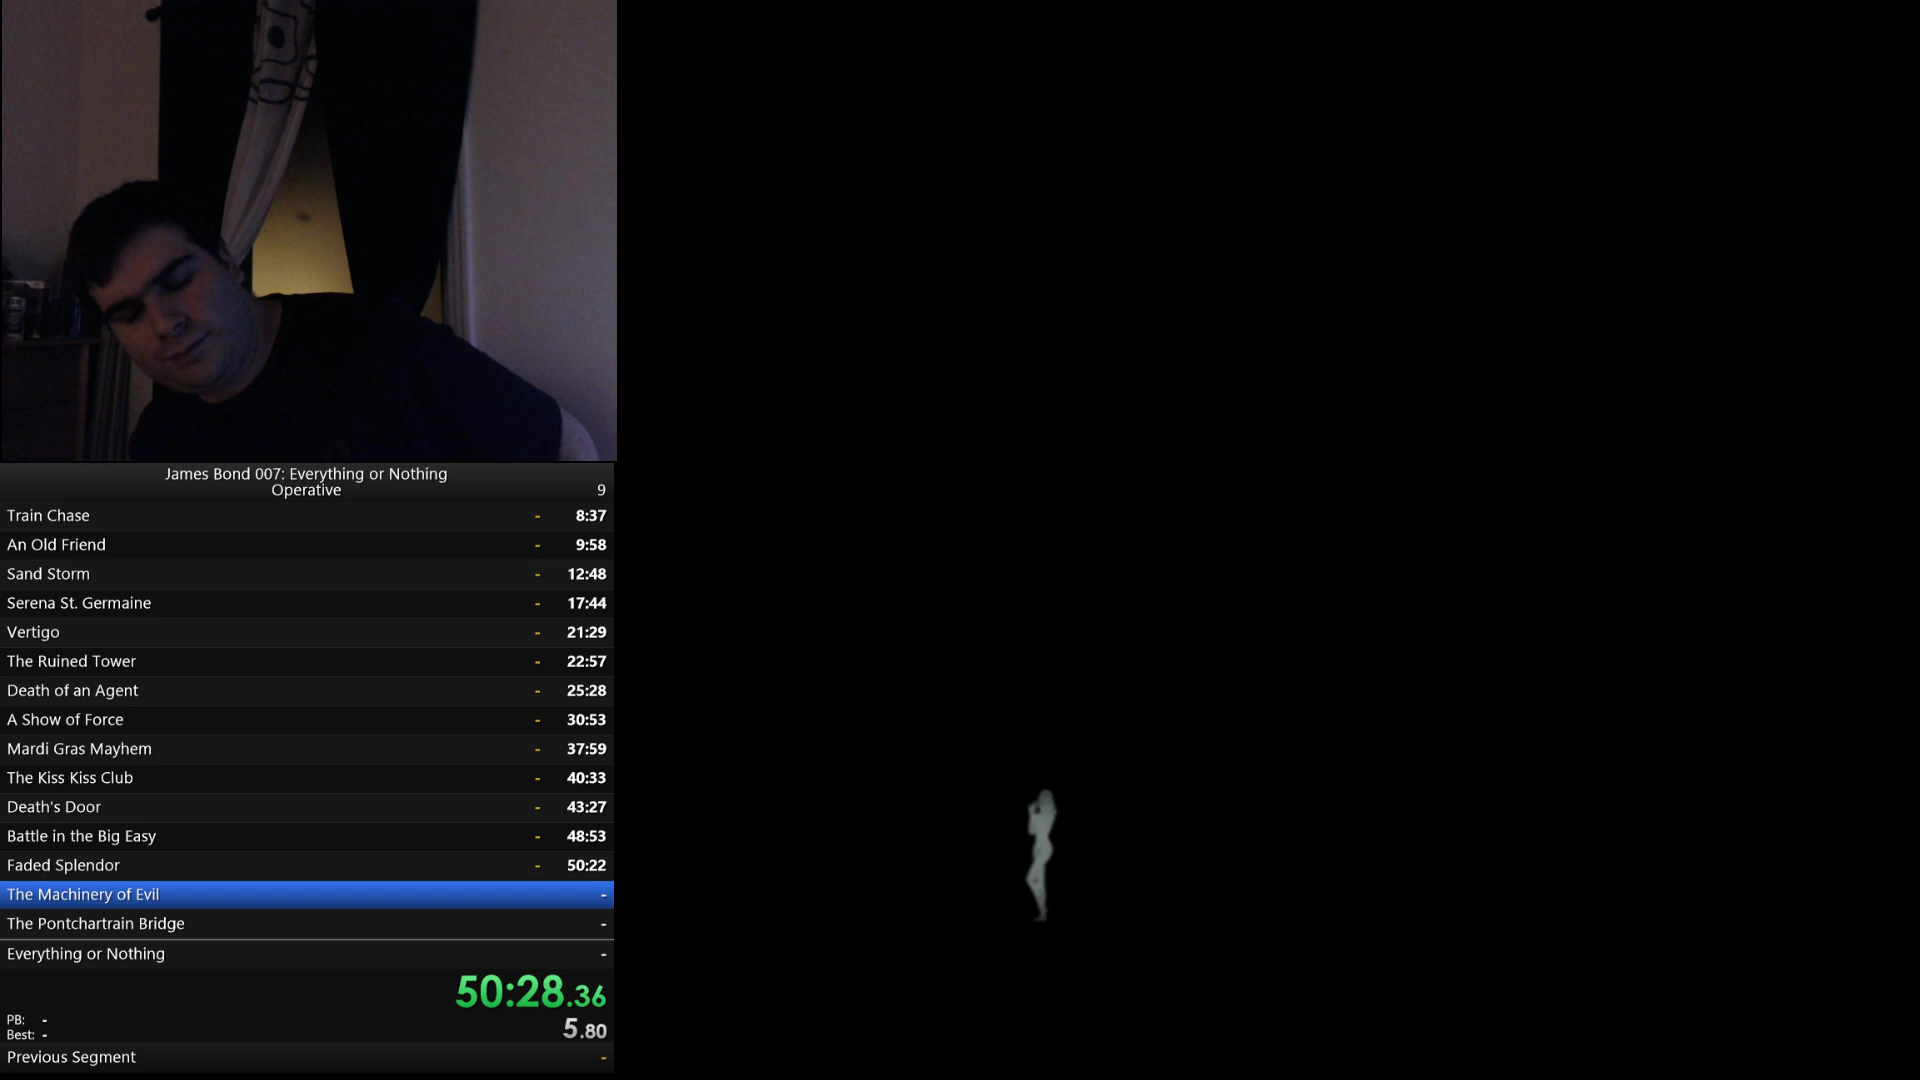 James Bond 007: Everything or Nothing
Operative 9
Train Chase - 8:37
An Old Friend - 9:58
Sand Storm - 12:48
Serena St. Germaine - 17:44
Vertigo - 21:29
The Ruined Tower - 22:57
Death of an Agent - 25:28
A Show of Force - 30:53
Mardi Gras Mayhem - 37:59
The Kiss Kiss Club - 40:33
Death's Door - 43:27
Battle in the Big Easy - 48:53
Faded Splendor - 50:22
The Machinery of Evil -
The Pontchartrain Bridge -
Everything or Nothing -
50:28.36
PB: -
Best: - 5.80
Previous Segment -